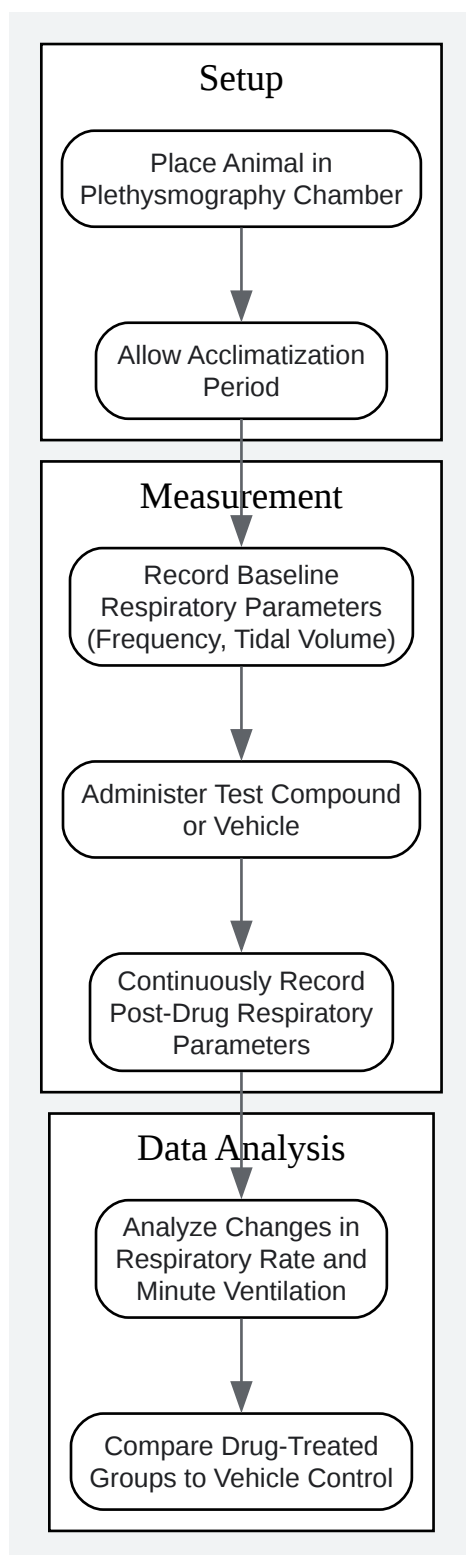 Setup
Place Animal in
Plethysmography Chamber
Allow Acclimatization
Period
Measurement
Record Baseline
Respiratory Parameters
(Frequency, Tidal Volume)
Administer Test Compound
or Vehicle
Continuously Record
Post-Drug Respiratory
Parameters
Data Analysis
Analyze Changes in
Respiratory Rate and
Minute Ventilation
Compare Drug-Treated
Groups to Vehicle Control